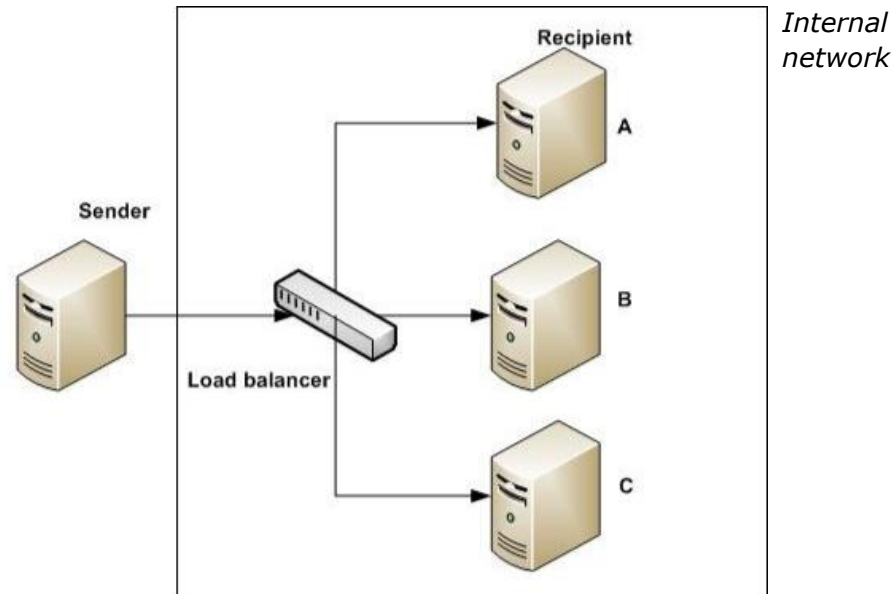 Internal
network
Recipient
A
Sender
B
Load balancer
C